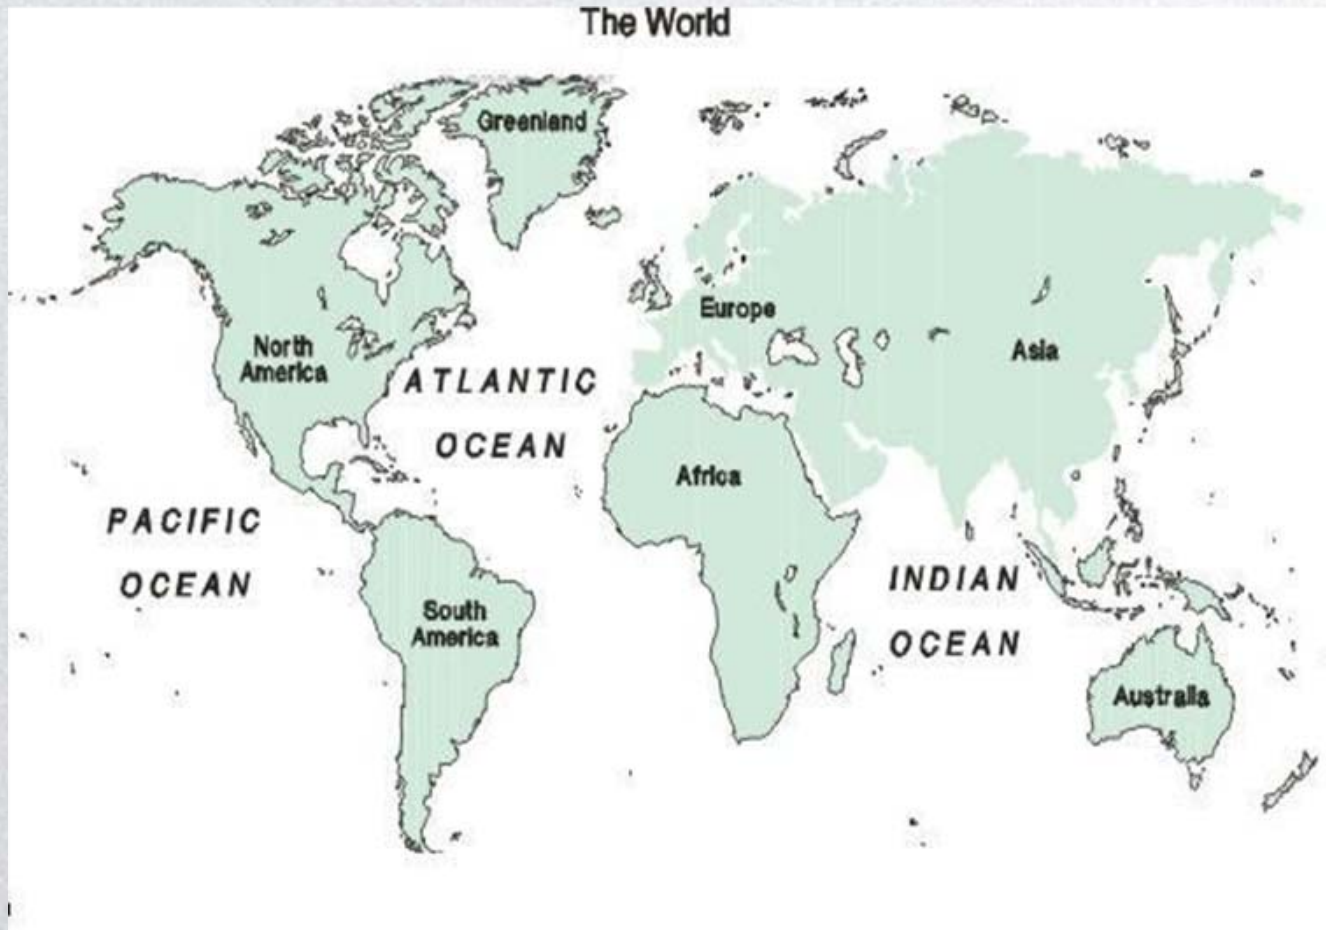 The World
Greenland
Europe
North
America
Asia
ATLANTIC
OCEAN
Africa
PACIFIC
OCEAN
INDIAN
OCEAN
South
America
Australia